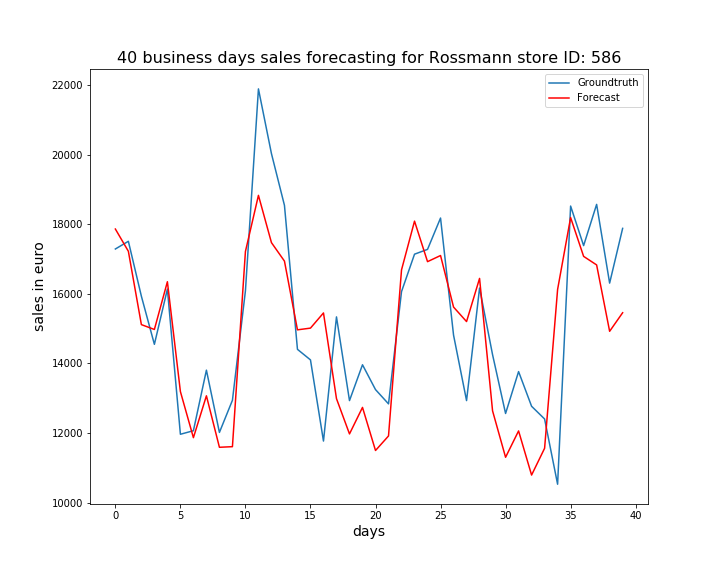 40 business days sales forecasting for Rossmann store ID: 586
Groundtruth
Forecast
22000
20000
18000
16000
14000
12000
10000
sales in euro
0 5 10 15 20 25 30 35 40
days